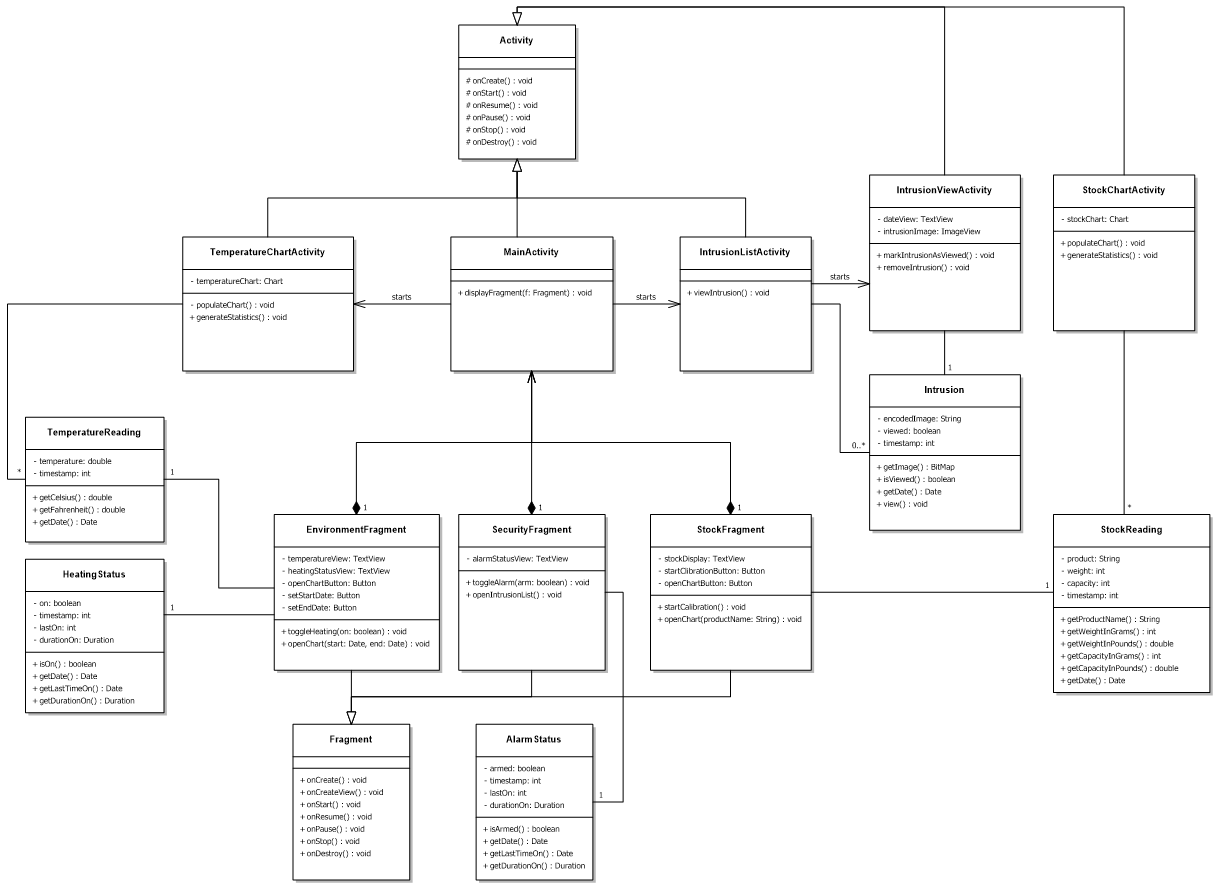 Activity
# onCreate() : void
# onStart() : void
# onResume() : void
# onPause() : void
# onStop() : void
# onDestroy() : void
IntrusionViewActivity
- dateView: TextView
- intrusionImage: ImageView
+ markIntrusionAsViewed() : void
+ removeIntrusion() : void
StockChartActivity
- stockChart: Chart
+ populateChart() : void
+ generateStatistics() : void
TemperatureChartActivity
- temperatureChart: Chart
- populateChart() : void
+ generateStatistics() : void
starts
MainActivity
+ displayFragment(f: Fragment) : void
starts
IntrusionListActivity
+ viewIntrusion() : void
starts
1
Intrusion
- encodedImage: String
- viewed: boolean
- timestamp: int
+ getImage() : BitMap
+ isViewed() : boolean
+ getDate() : Date
+ view() : void
0..*
TemperatureReading
- temperature: double
- timestamp: int
+ getCelsius() : double
+ getFahrenheit() : double
+ getDate() : Date
*
1
HeatingStatus
- on: boolean
- timestamp: int
- lastOn: int
- durationOn: Duration
+ isOn() : boolean
+ getDate() : Date
+ getLastTimeOn() : Date
+ getDurationOn() : Duration
1
1
EnvironmentFragment
- temperatureView: TextView
- heatingStatusView: TextView
- openChartButton: Button
- setStartDate: Button
- setEndDate: Button
+ toggleHeating(on: boolean) : void
+ openChart(start: Date, end: Date) : void
1
SecurityFragment
- alarmStatusView: TextView
+ toggleAlarm(arm: boolean) : void
+ openIntrusionList() : void
1
StockFragment
- stockDisplay: TextView
- startClibrationButton: Button
- openChartButton: Button
+ startCalibration() : void
+ openChart(productName: String) : void
*
1
StockReading
- product: String
- weight: int
- capacity: int
- timestamp: int
+ getProductName() : String
+ getWeightInGrams() : int
+ getWeightInPounds() : double
+ getCapacityInGrams() : int
+ getCapacityInPounds() : double
+ getDate() : Date
Fragment
+ onCreate() : void
+ onCreateView() : void
+ onStart() : void
+ onResume() : void
+ onPause() : void
+ onStop() : void
+ onDestroy() : void
AlarmStatus
- armed: boolean
- timestamp: int
- lastOn: int
- durationOn: Duration
+ isArmed() : boolean
+ getDate() : Date
+ getLastTimeOn() : Date
+ getDurationOn() : Duration
1